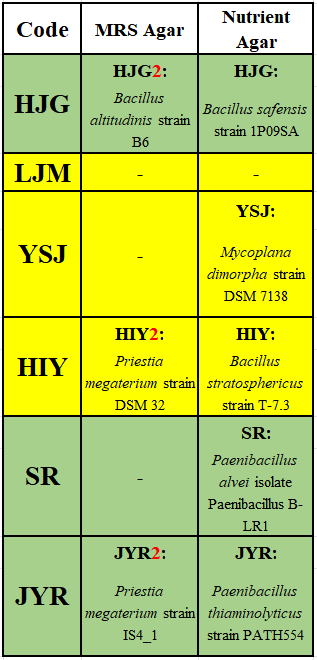 Code MRS Agar Nutrient
Agar
HJG
HJG2:
Bacillus
altitudinis strain
B6
HJG:
Bacillus safensis
strain 1P09SA
LJM - -
YSJ
-
YSJ:
Mycoplana
dimorpha strain
DSM 7138
HIY
HIY2:
Priestia
megaterium strain
DSM 32
HIY:
Bacillus
stratosphericus
strain T-7.3
SR
-
SR:
Paenibacillus
alvei isolate
Paenibacillus B-
LR1
JYR
JYR2:
Priestia
megaterium strain
IS4_1
JYR:
Paenibacillus
thiaminolyticus
strain PATH554